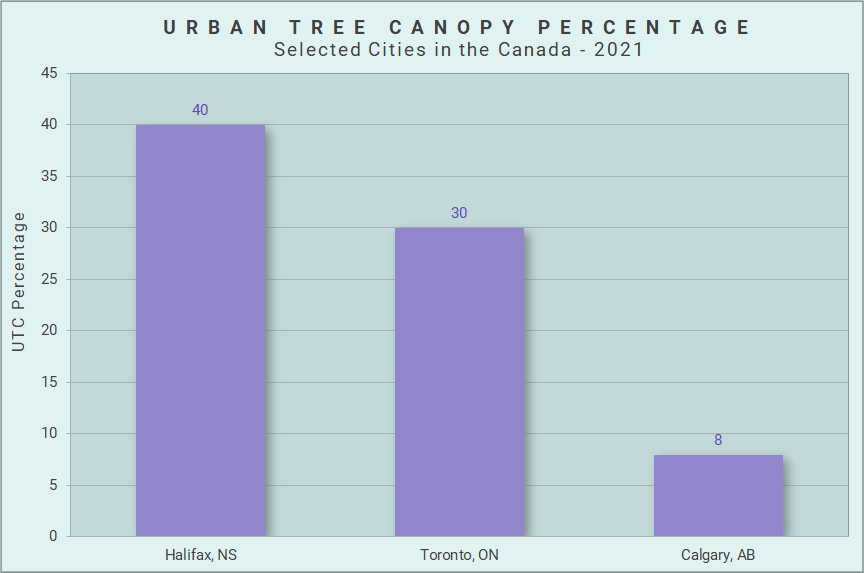 URBAN TREE CANOPY PERCENTAGE
Selected Cities in the Canada - 2021
UTC Percentage
45
40
35
30
25
20
15
10
5
0
40
30
8
Halifax, NS
Toronto, ON
Calgary, AB